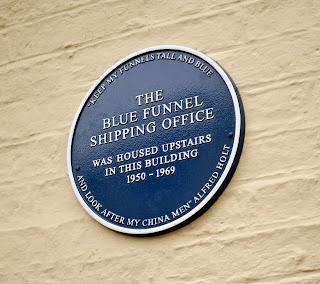 "KEEP MY FUNNELS TALL AND BLUE
THE
BLUE FUNNEL
SHIPPING OFFICE
WAS HOUSED UPSTAIRS
IN THIS BUILDING
1950 - 1969
AND LOOK AFTER MY CHINA MEN" ALFRED HOLT